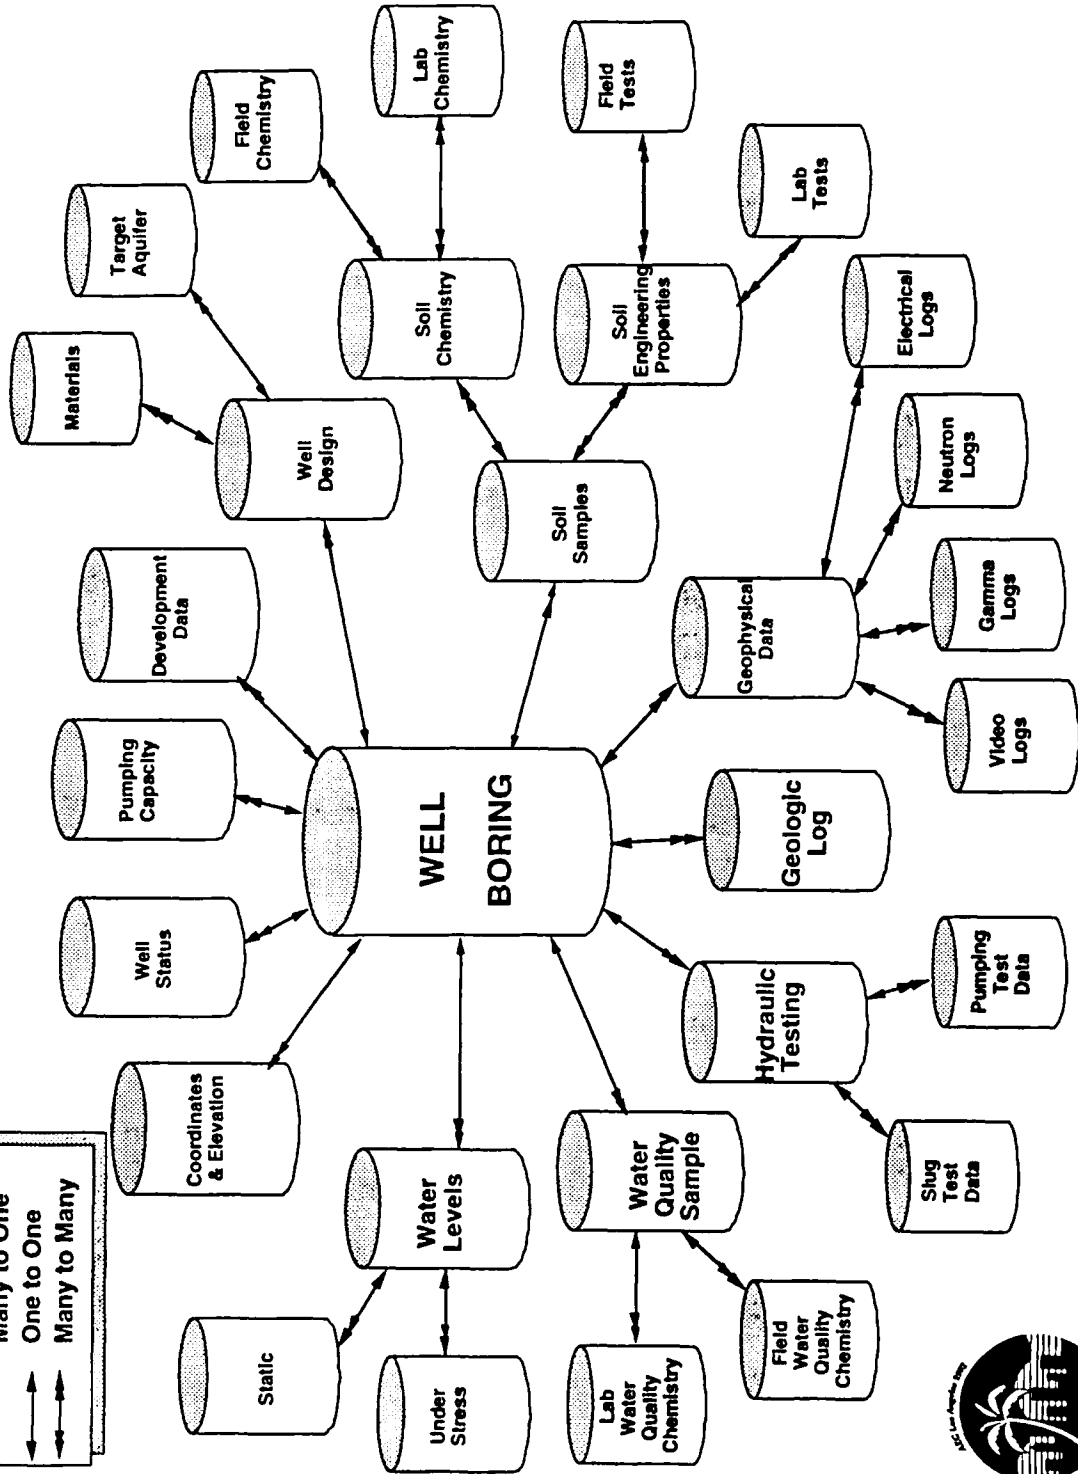 Many to One
One to One
Many to Many
Materials
Target
Aquifer
Field
Chemistry
Lab
Chemistry
Field
Tests
Lab
Tests
Well
Design
Soil
Chemistry
Soil
Engineering
Properties
Electrical
Logs
Neutron
Logs
Gamma
Logs
Video
Logs
Soil
Samples
Geophysical
Data
Development
Data
Pumping
Capacity
Well
Status
Coordinates
& Elevation
WELL
BORING
Geologic
Log
Water
Levels
Static
Under
Stress
Water
Quality
Sample
Lab
Water
Quality
Chemistry
Field
Water
Quality
Chemistry
Hydraulic
Testing
Slug
Test
Data
Pumping
Test
Data